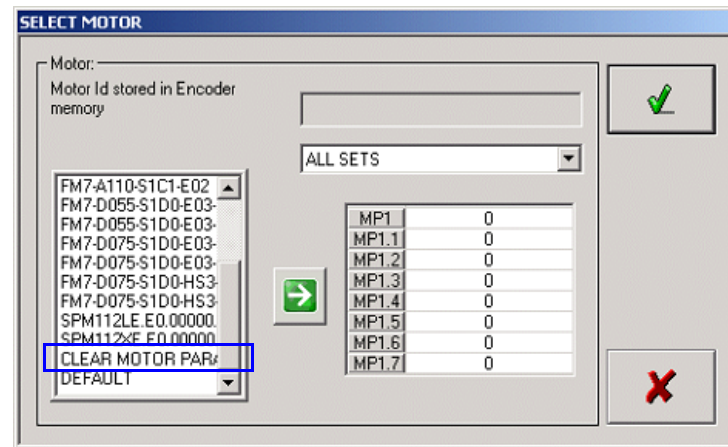 SELECT MOTOR
Motor:
Motor Id stored in Encoder
memory
ALL SETS
FM7-A110-S1C1-E02
FM7-D055-S1D0-E03-
FM7-D055-S1D0-E03-
FM7-D075-S1D0-E03-
FM7-D075-S1D0-E03-
FM7-D075-S1D0-HS3-
FM7-D075-S1D0-HS3-
SPM112LE.E0.00000.
SPM112XE.E0.00000.
CLEAR MOTOR PARA
DEFAULT
MP1 0
MP1.1 0
MP1.2 0
MP1.3 0
MP1.4 0
MP1.5 0
MP1.6 0
MP1.7 0